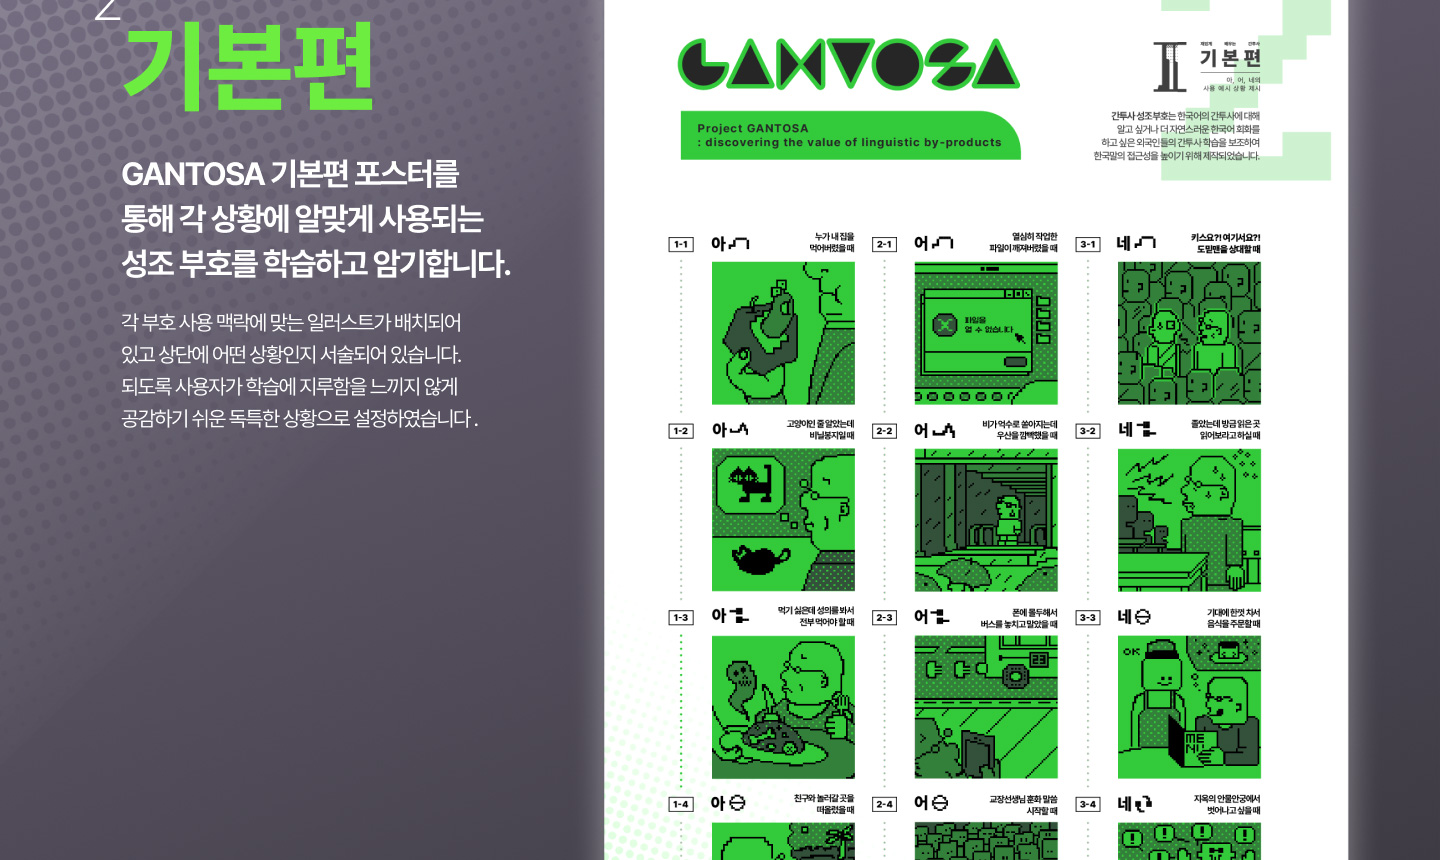 2
기본편
GANTOSA 기본편 포스터를
통해 각 상황에 알맞게 사용되는
성조 부호를 학습하고 암기합니다.
각 부호 사용 맥락에 맞는 일러스트가 배치되어
있고 상단에 어떤 상황인지 서술되어 있습니다.
되도록 사용자가 학습에 지루함을 느끼지 않게
공감하기 쉬운 독특한 상황으로 설정하였습니다 .
GANTOSA
Project GANTOSA
: discovering the value of linguistic by-products
재밌게 배우는 간투사
기본편
아, 어, 네의
사용 예시 상황 제시
간투사 성조부호는 한국어의 간투사에 대해
알고 싶거나 더 자연스러운 한국어 회화를
하고 싶은 외국인들의 간투사 학습을 보조하여
한국말의 접근성을 높이기 위해 제작되었습니다.
1-1
아
누가 내 집을
먹어버렸을 때
2-1
어
열심히 작업한
파일이 깨져버렸을 때
파일을
열 수 없습니다
3-1
네
키스요?! 여기서요?!
도믿맨을 상대할 때
1-2
아
고양이인 줄 알았는데
비닐봉지일 때
2-2
어
비가 억수로 쏟아지는데
우산을 깜빡했을 때
3-2
네
졸았는데 방금 읽은 곳
읽어보라고 하실 때
1-3
아
먹기 싫은데 성의를 봐서
전부 먹어야 할 때
2-3
어
폰에 몰두해서
버스를 놓치고 말았을 때
23
3-3
네
기대에 한껏 차서
음식을 주문할 때
OK
ME
NU
1-4
아
친구와 놀러갈 곳을
떠올렸을 때
2-4
어
교장선생님 훈화 말씀
시작할 때
3-4
네
지옥의 안물안궁에서
벗어나고 싶을 때